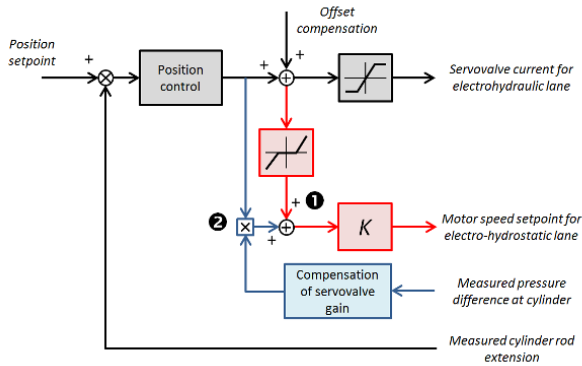 Offset
compensation
Position
setpoint
+
+
+
Position
control
Servovalve current for
electrohydraulic lane
+
❶
❷
×
+
K
Motor speed setpoint for
electro-hydrostatic lane
Compensation
of servovalve
gain
Measured pressure
difference at cylinder
Measured cylinder rod
extension